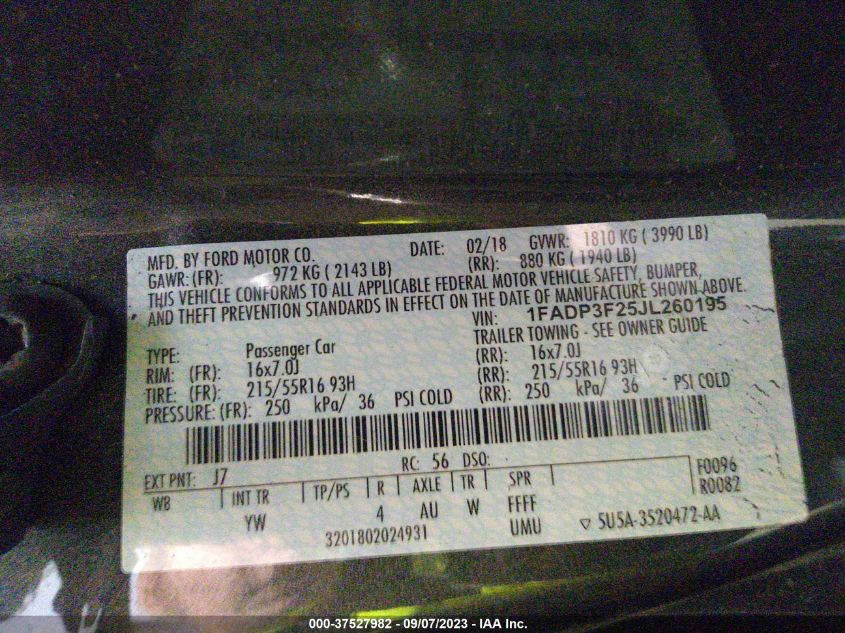 MFD. BY FORD MOTOR CO. DATE: 02/18 GVWR: 1810 KG ( 3990 LB)
GAWR: (FR): 972 KG ( 2143 LB) (RR): 880 KG ( 1940 LB)
THIS VEHICLE CONFORMS TO ALL APPLICABLE FEDERAL MOTOR VEHICLE SAFETY, BUMPER,
AND THEFT PREVENTION STANDARDS IN EFFECT ON THE DATE OF MANUFACTURE SHOWN ABOVE.
VIN: 1FADP3F25JL260195
TYPE: Passenger Car TRAILER TOWING - SEE OWNER GUIDE
RIM: (FR): 16x7.0J (RR): 16x7.0J
TIRE: (FR): 215/55R16 93H (RR): 215/55R16 93H
PRESSURE: (FR): 250 kPa/ 36 PSI COLD (RR): 250 kPa/ 36 PSI COLD
EXT PNT: J7 RC: 56 DSO: F0096
WB INT TR TP/PS R AXLE TR SPR R0082
YW 4 AU W FFFF
3201802024931 UMU ▽ 5U5A-3520472-AA
000-37527982 - 09/07/2023 - IAA Inc.